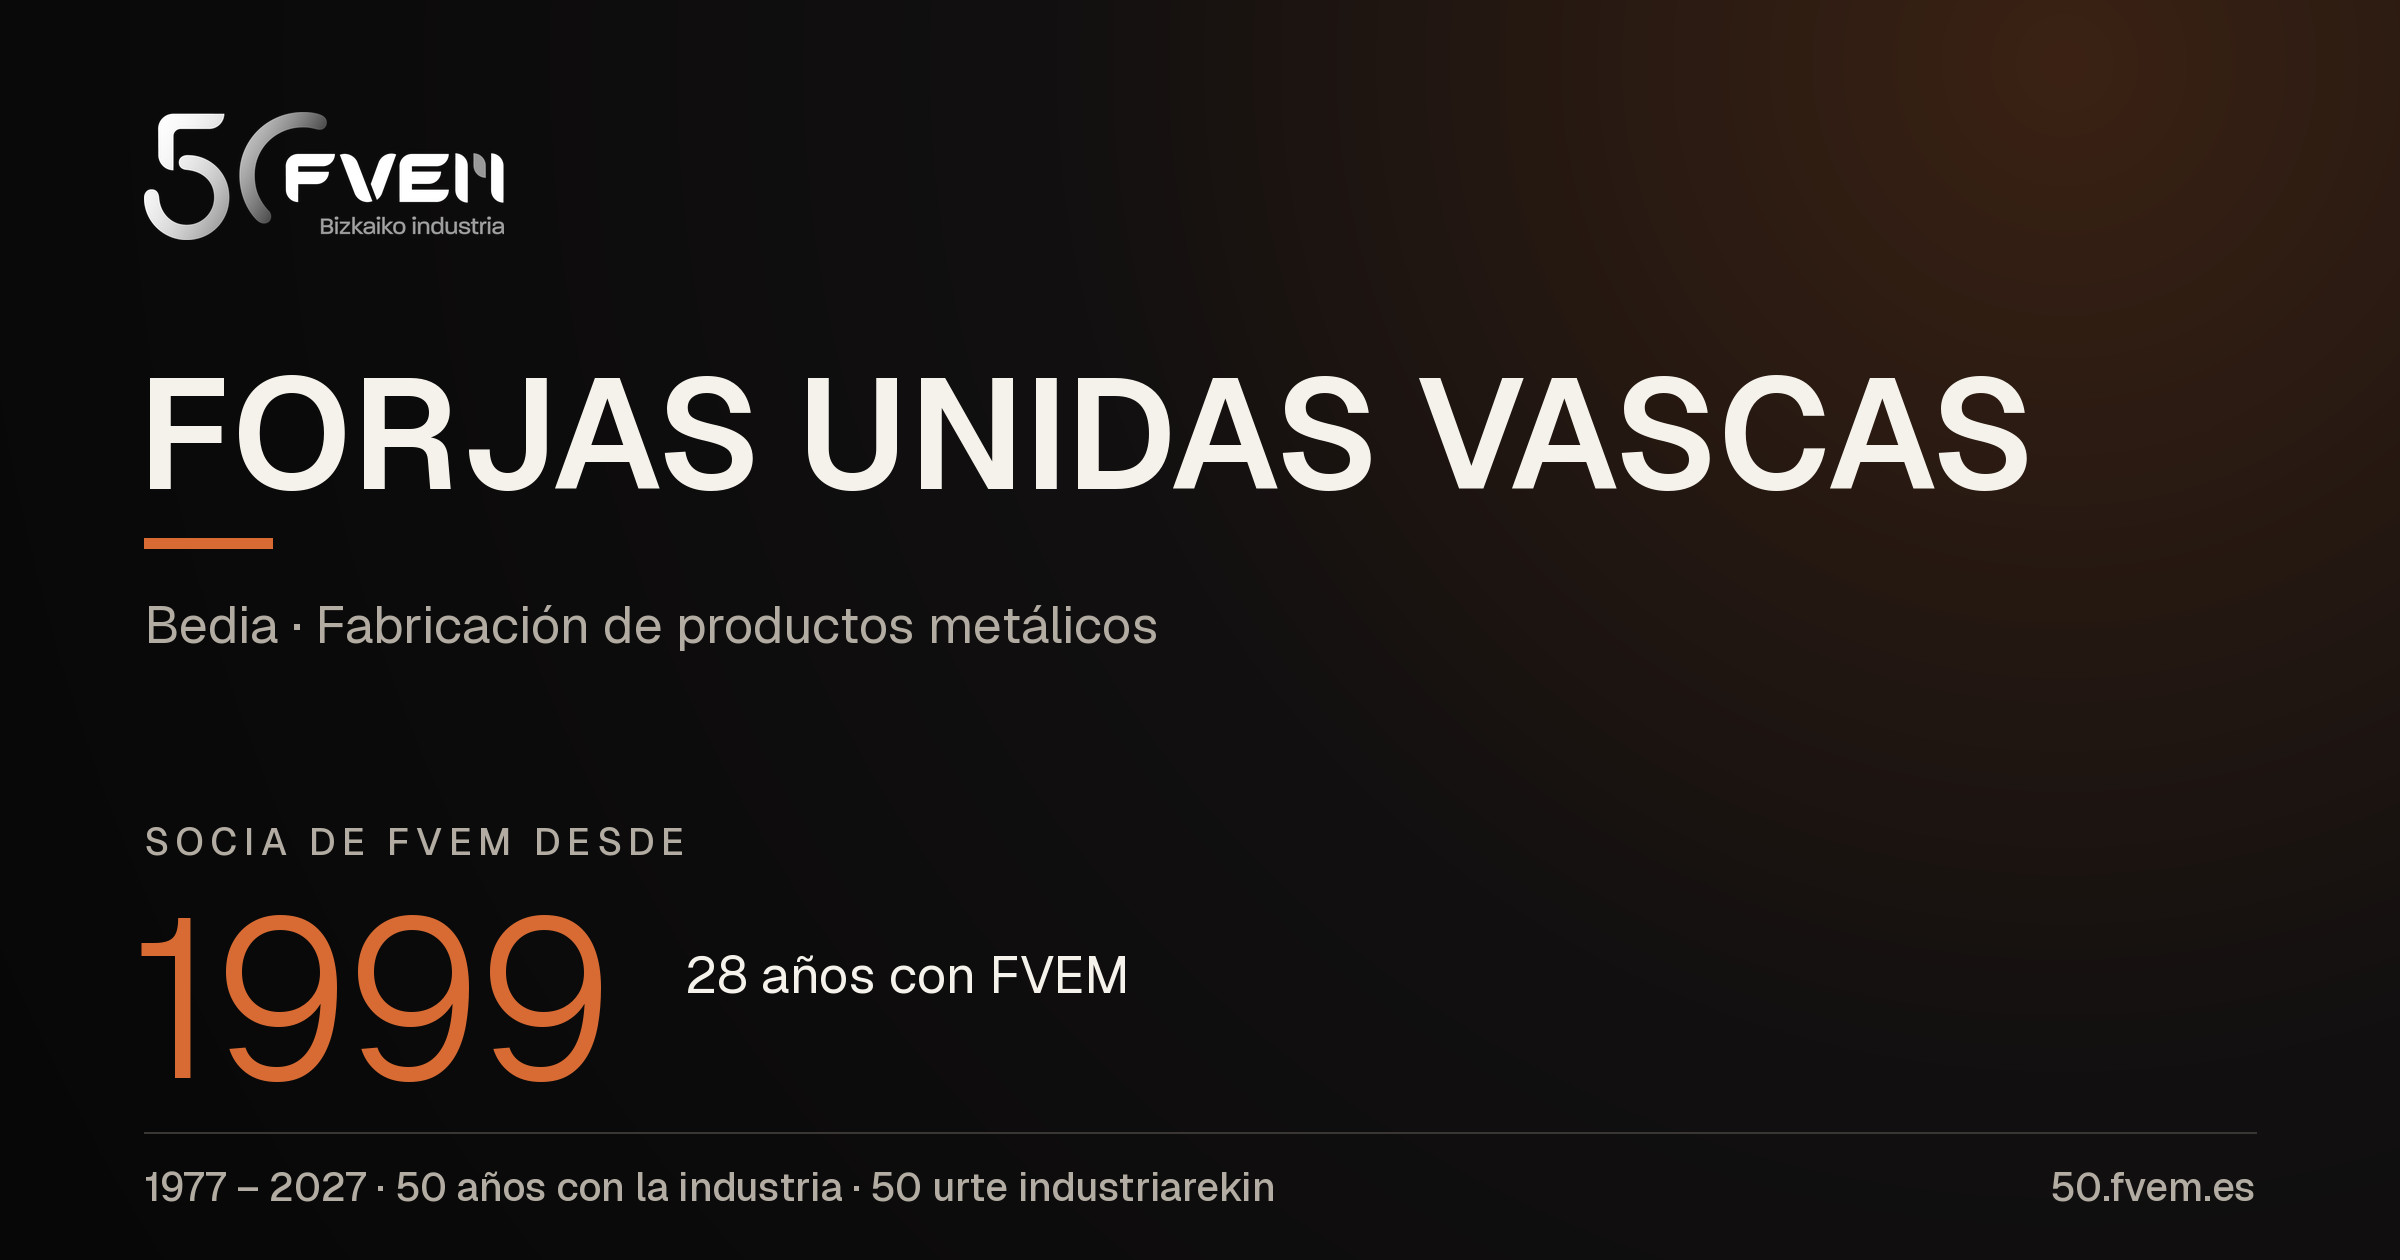 50 FVEM
Bizkaiko industria
FORJAS UNIDAS VASCAS
Bedia · Fabricación de productos metálicos
SOCIA DE FVEM DESDE
1999
28 años con FVEM
1977 – 2027 · 50 años con la industria · 50 urte industriarekin
50.fvem.es